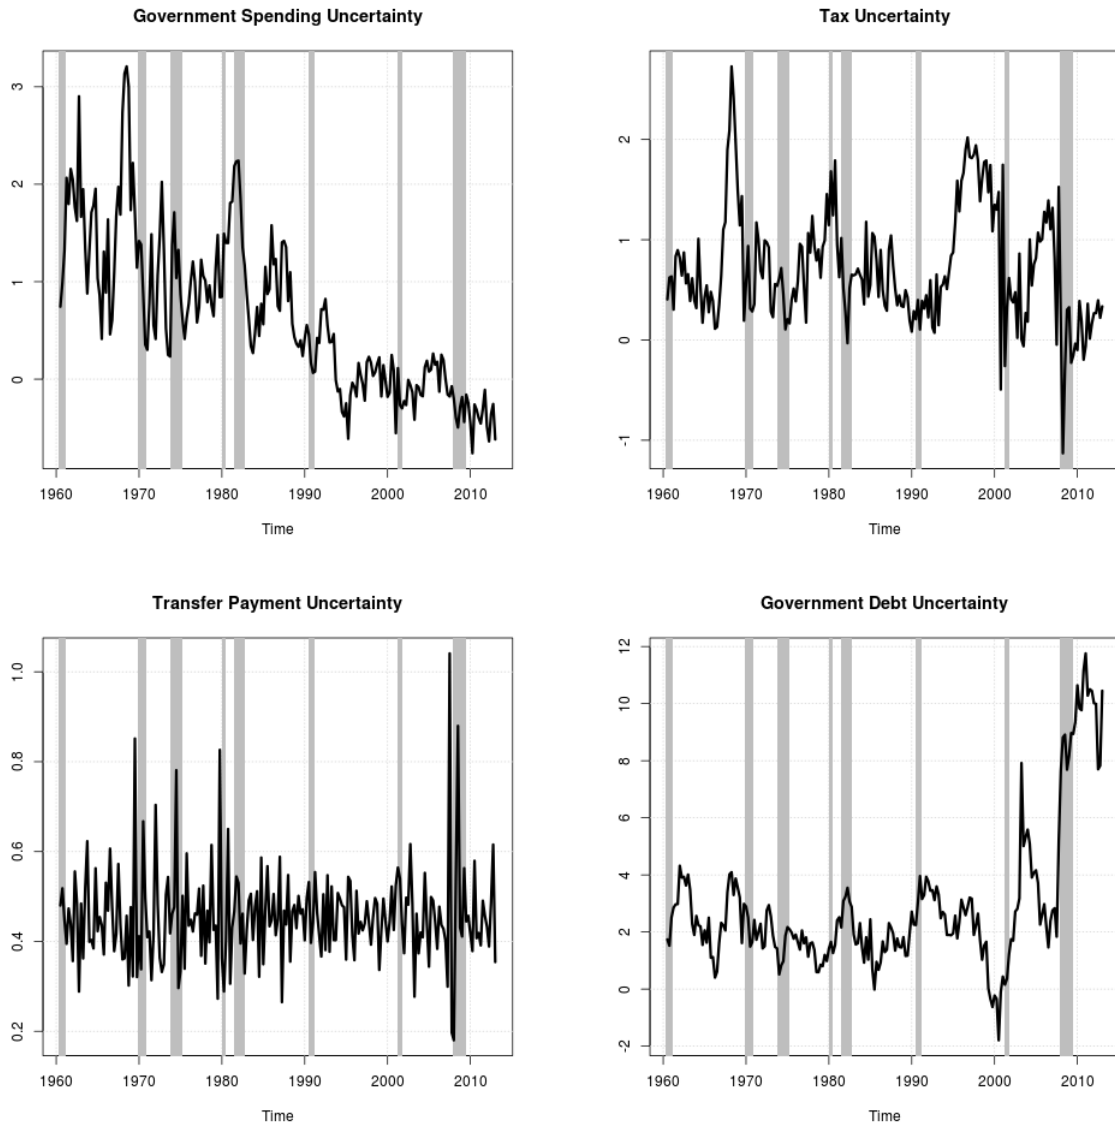 Government Spending Uncertainty
3
2
1
0
1960 1970 1980 1990 2000 2010
Time
Tax Uncertainty
2
1
0
-1
1960 1970 1980 1990 2000 2010
Time
Transfer Payment Uncertainty
1.0
0.8
0.6
0.4
0.2
1960 1970 1980 1990 2000 2010
Time
Government Debt Uncertainty
12
10
8
6
4
2
0
-2
1960 1970 1980 1990 2000 2010
Time